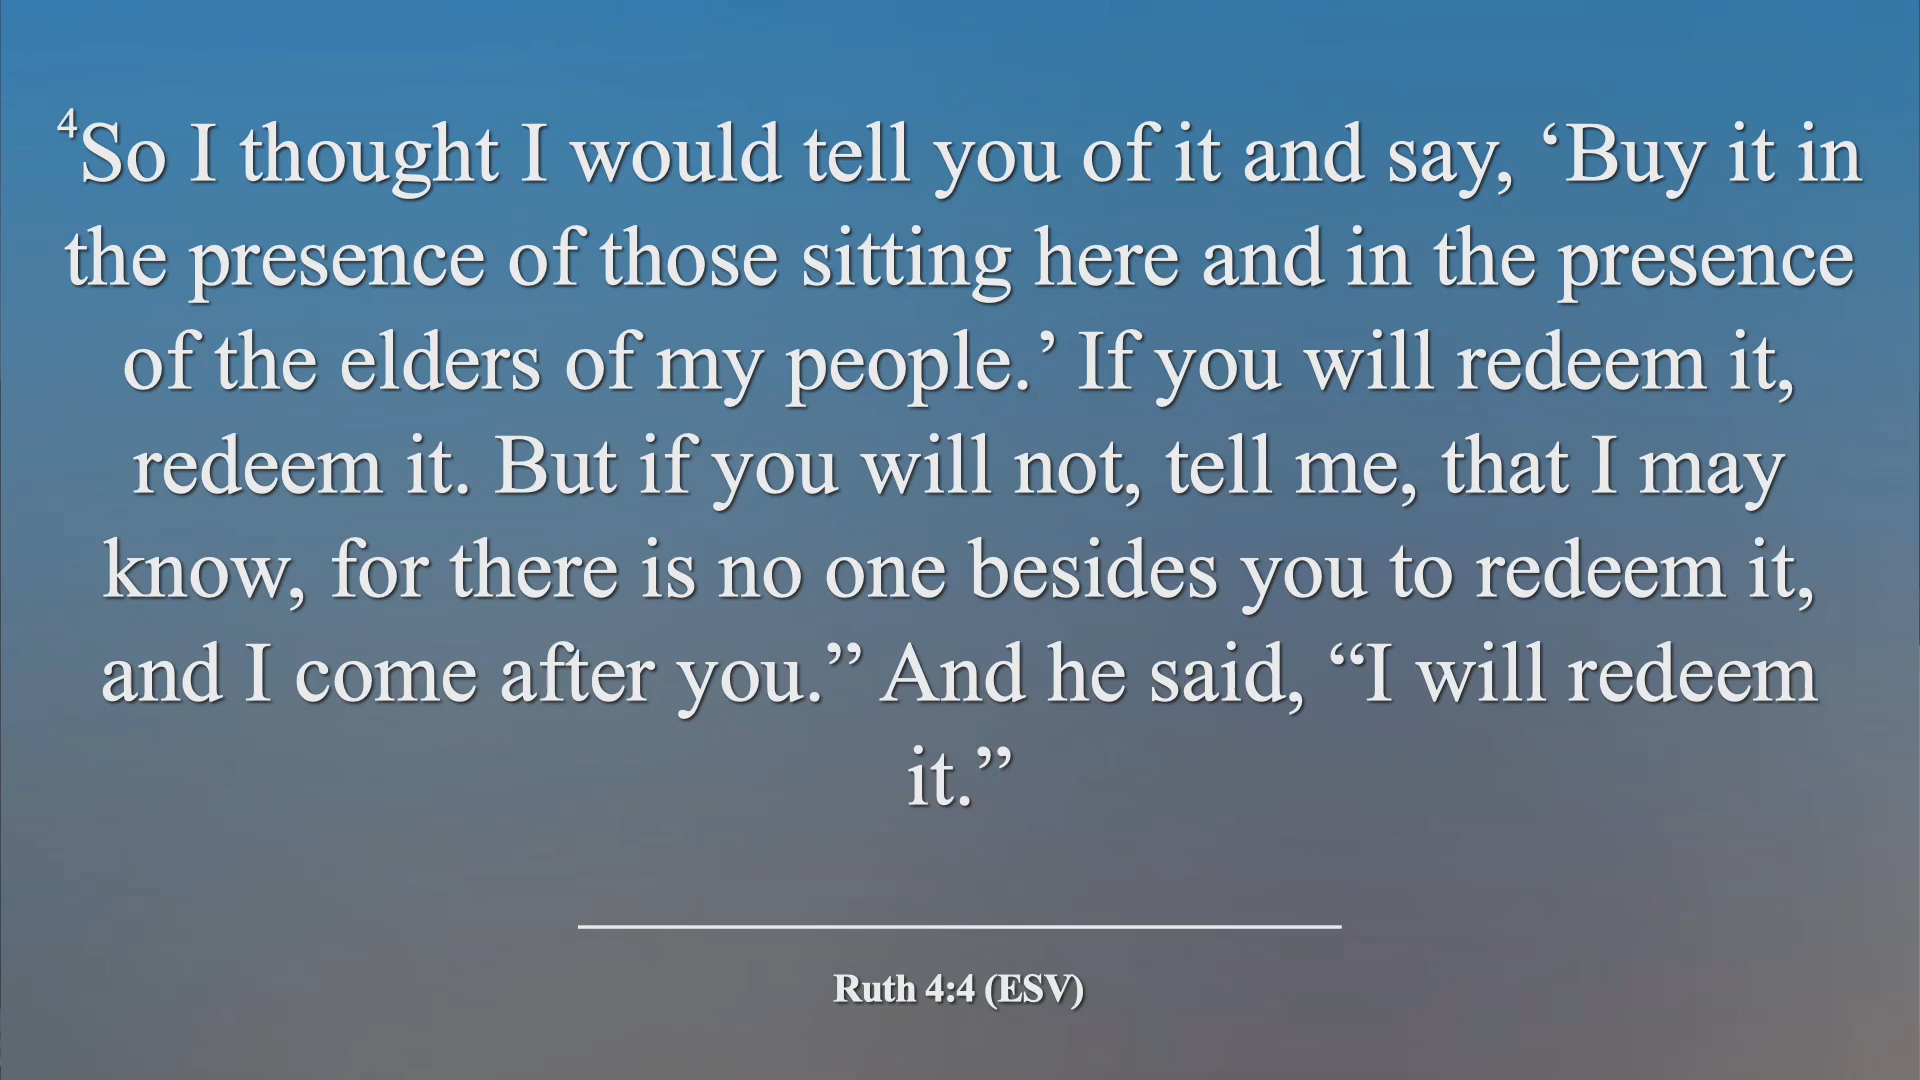 ⁴So I thought I would tell you of it and say, ‘Buy it in
the presence of those sitting here and in the presence
of the elders of my people.’ If you will redeem it,
redeem it. But if you will not, tell me, that I may
know, for there is no one besides you to redeem it,
and I come after you.” And he said, “I will redeem
it.”
Ruth 4:4 (ESV)